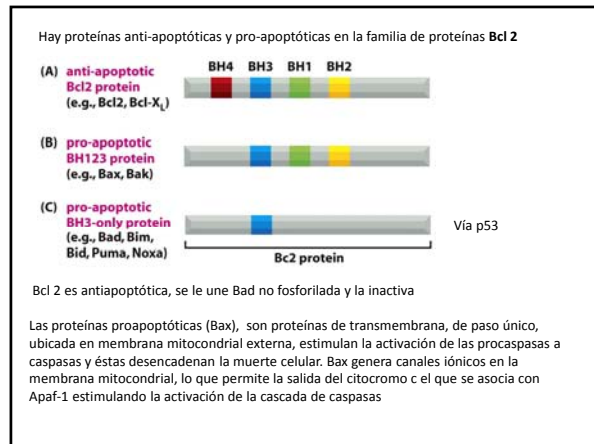 Hay proteínas anti-apoptóticas y pro-apoptóticas en la familia de proteínas Bcl 2
BH4 BH3 BH1 BH2
(A) anti-apoptotic
Bcl2 protein
(e.g., Bcl2, Bcl-XL)
(B) pro-apoptotic
BH123 protein
(e.g., Bax, Bak)
(C) pro-apoptotic
BH3-only protein
(e.g., Bad, Bim,
Bid, Puma, Noxa)
Vía p53
Bc2 protein
Bcl 2 es antiapoptótica, se le une Bad no fosforilada y la inactiva
Las proteínas proapoptóticas (Bax), son proteínas de transmembrana, de paso único,
ubicada en membrana mitocondrial externa, estimulan la activación de las procaspasas a
caspasas y éstas desencadenan la muerte celular. Bax genera canales iónicos en la
membrana mitocondrial, lo que permite la salida del citocromo c el que se asocia con
Apaf-1 estimulando la activación de la cascada de caspasas